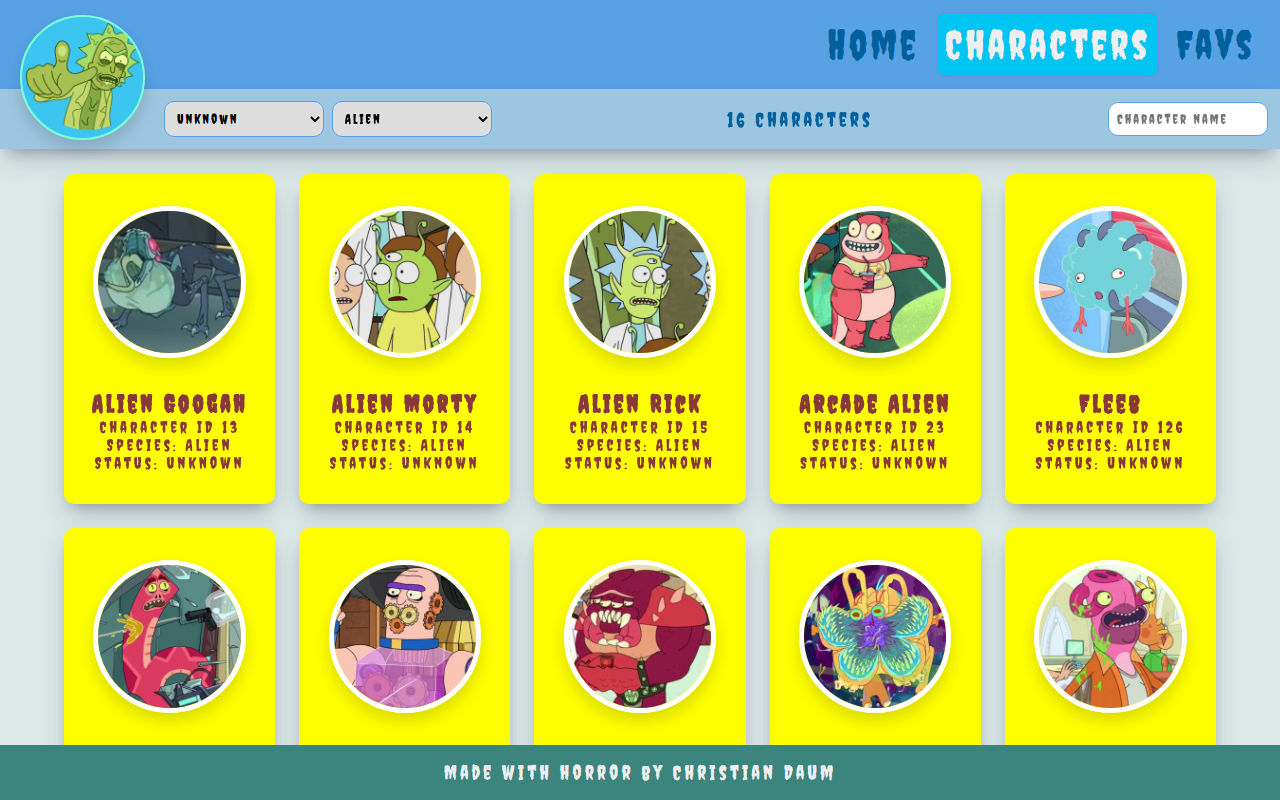 HOME CHARACTERS FAVS
UNKNOWN ALIEN 16 CHARACTERS CHARACTER NAME
ALIEN GOOGAH
CHARACTER ID 13
SPECIES: ALIEN
STATUS: UNKNOWN
ALIEN MORTY
CHARACTER ID 14
SPECIES: ALIEN
STATUS: UNKNOWN
ALIEN RICK
CHARACTER ID 15
SPECIES: ALIEN
STATUS: UNKNOWN
ARCADE ALIEN
CHARACTER ID 23
SPECIES: ALIEN
STATUS: UNKNOWN
FLEEB
CHARACTER ID 126
SPECIES: ALIEN
STATUS: UNKNOWN
MADE WITH HORROR BY CHRISTIAN DAUM